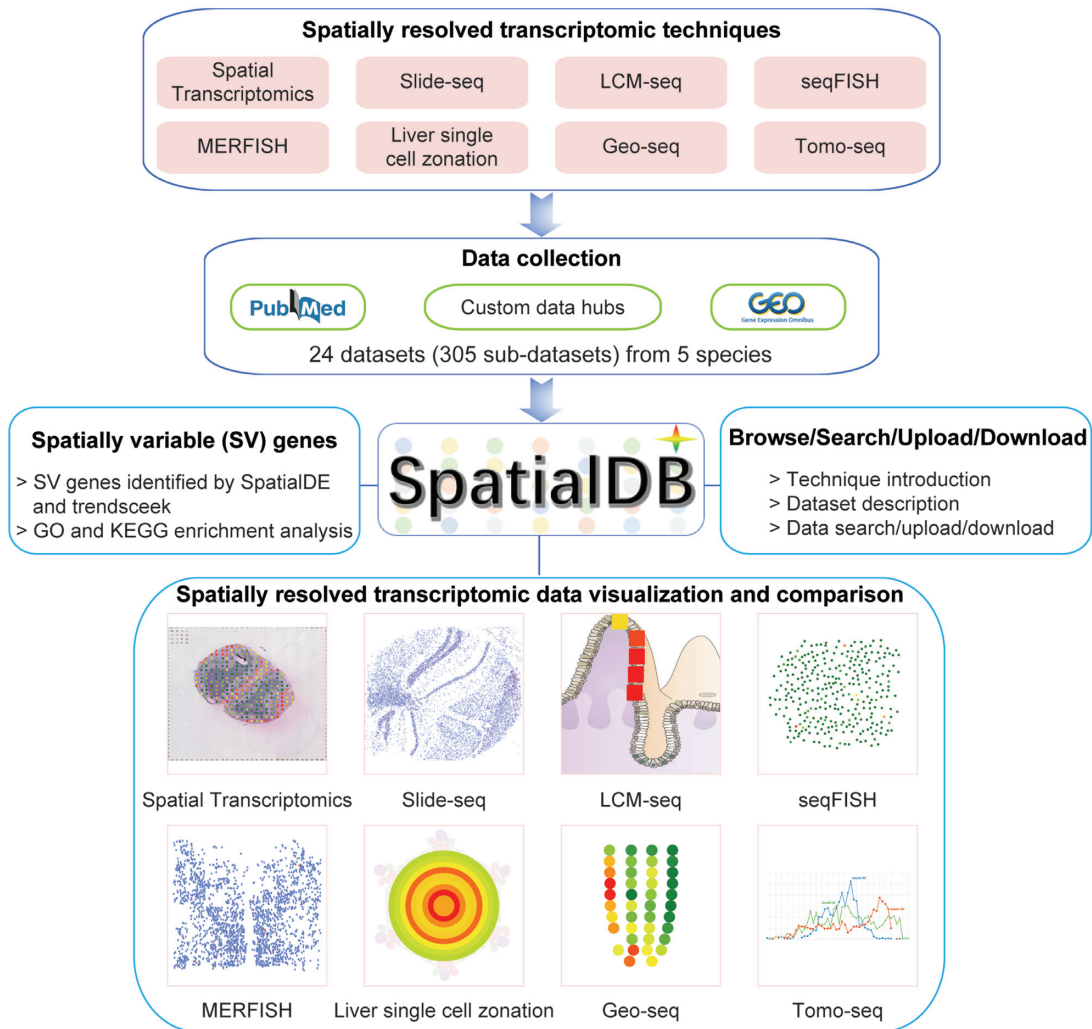 Spatially resolved transcriptomic techniques
Spatial
Transcriptomics
Slide-seq
LCM-seq
seqFISH
MERFISH
Liver single
cell zonation
Geo-seq
Tomo-seq
Data collection
PubMed
Custom data hubs
GEO
Gene Expression Omnibus
24 datasets (305 sub-datasets) from 5 species
Spatially variable (SV) genes
> SV genes identified by SpatialDE
and trendsceek
> GO and KEGG enrichment analysis
SpatialDB
Browse/Search/Upload/Download
> Technique introduction
> Dataset description
> Data search/upload/download
Spatially resolved transcriptomic data visualization and comparison
Spatial Transcriptomics
Slide-seq
LCM-seq
seqFISH
MERFISH
Liver single cell zonation
Geo-seq
Tomo-seq